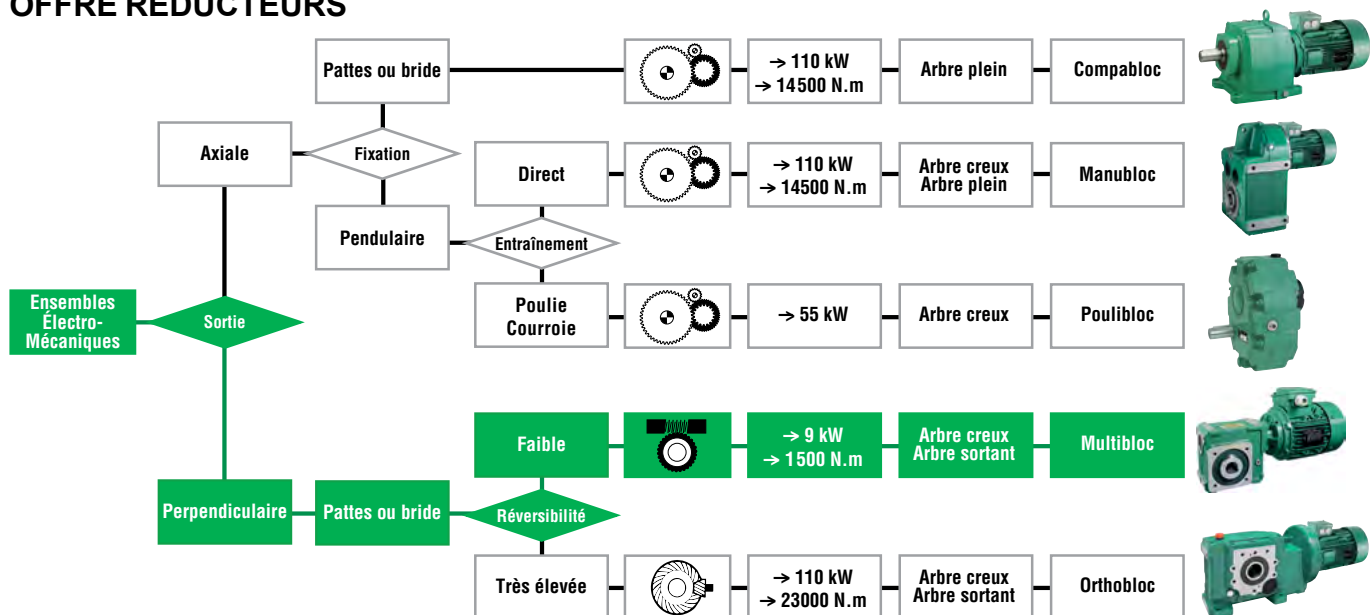 OFFRE RÉDUCTEURS
Pattes ou bride
→ 110 kW
→ 14500 N.m
Arbre plein
Compabloc
Axiale
Fixation
Direct
→ 110 kW
→ 14500 N.m
Arbre creux
Arbre plein
Manubloc
Pendulaire
Entraînement
Ensembles
Électro-
Mécaniques
Sortie
Poulie
Courroie
→ 55 kW
Arbre creux
Poulibloc
Faible
→ 9 kW
→ 1500 N.m
Arbre creux
Arbre sortant
Multibloc
Perpendiculaire
Pattes ou bride
Réversibilité
Très élevée
→ 110 kW
→ 23000 N.m
Arbre creux
Arbre sortant
Orthobloc